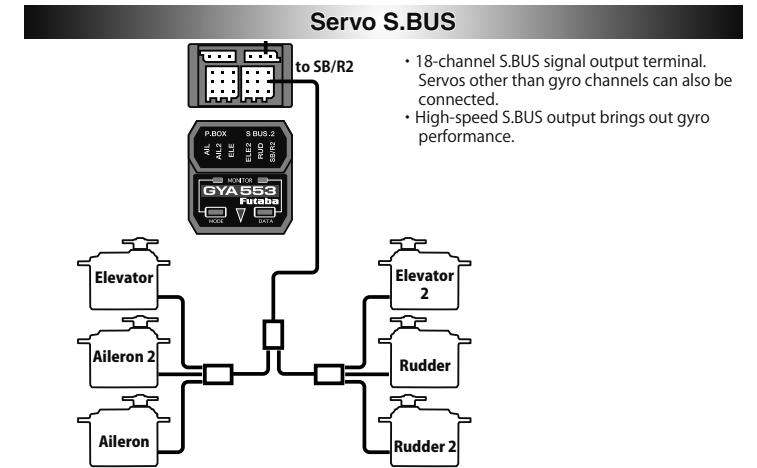 Servo S.BUS
to SB/R2
・18-channel S.BUS signal output terminal.
Servos other than gyro channels can also be
connected.
・High-speed S.BUS output brings out gyro
performance.
P.BOX S BUS.2
AIL
AIL2
ELE
ELE2
RUD
SB/R2
MONITOR
GYA553
Futaba
MODE
DATA
Elevator
Elevator
2
Aileron 2
Rudder
Aileron
Rudder 2